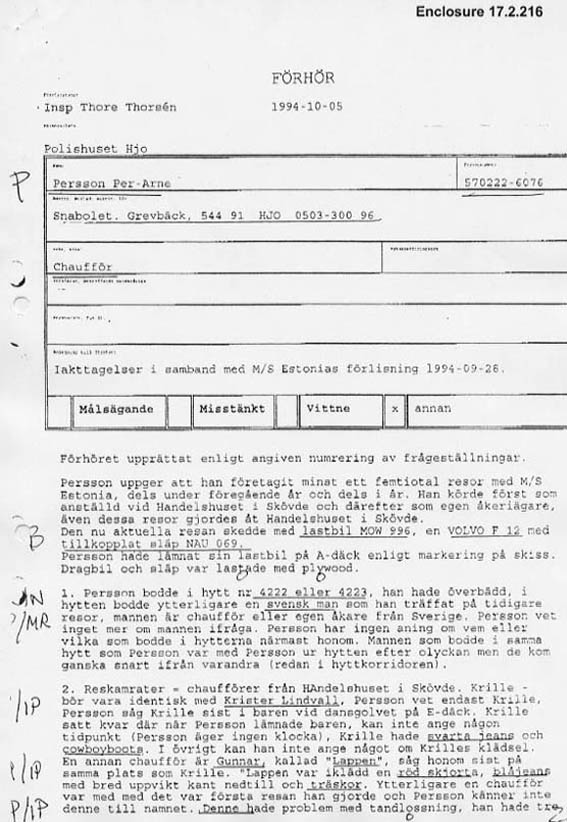 Enclosure 17.2.216
FÖRHÖR
Insp Thore Thorsén 1994-10-05
Polishuset Hjo
P
Persson Per-Arne 570222-6076
Snabolet. Grevbäck, 544 91 HJO 0503-300 96
Chaufför
Iakttagelser i samband med M/S Estonias förlisning 1994-09-28.
Målsägande Misstänkt Vittne x annan
Förhöret upprättat enligt angiven numrering av frågeställningar.
Persson uppger att han företagit minst ett femtiotal resor med M/S
Estonia, dels under föregående år och dels i år. Han körde först som
anställd vid Handelshuset i Skövde och därefter som egen åkeriägare,
även dessa resor gjordes åt Handelshuset i Skövde.
Den nu aktuella resan skedde med lastbil MOW 996, en VOLVO F 12 med
B tillkopplat släp NAU 069.
Persson hade lämnat sin lastbil på A-däck enligt markering på skiss.
Dragbil och släp var lastade med plywood.
1. Persson bodde i hytt nr 4222 eller 4223, han hade överbädd, i
hytten bodde ytterligare en svensk man som han träffat på tidigare
resor, mannen är chaufför eller egen åkare från Sverige. Persson vet
inget mer om mannen ifråga. Persson har ingen aning om vem eller
vilka som bodde i hytterna närmast honom. Mannen som bodde i samma
hytt som Persson var med Persson ur hytten efter olyckan men de kom
ganska snart ifrån varandra (redan i hyttkorridoren).
2. Reskamrater = chaufförer från HAndelshuset i Skövde. Krille -
bör vara identisk med Krister Lindvall, Persson vet endast Krille,
Persson såg Krille sist i baren vid dansgolvet på E-däck. Krille
satt kvar där när Persson lämnade baren, kan inte ange någon
tidpunkt (Persson äger ingen klocka), Krille hade svarta jeans och
cowboyboots. I övrigt kan han inte ange något om Krilles klädsel.
En annan chaufför är Gunnar, kallad "Lappen", såg honom sist på
samma plats som Krille. "Lappen var iklädd en röd skjorta, blåjeans
med bred uppvikt kant nedtill och träskor. Ytterligare en chaufför
var med med det var första resan han gjorde och Persson känner inte
P/IP denne till namnet. Denne hade problem med tandlossning, han hade tre